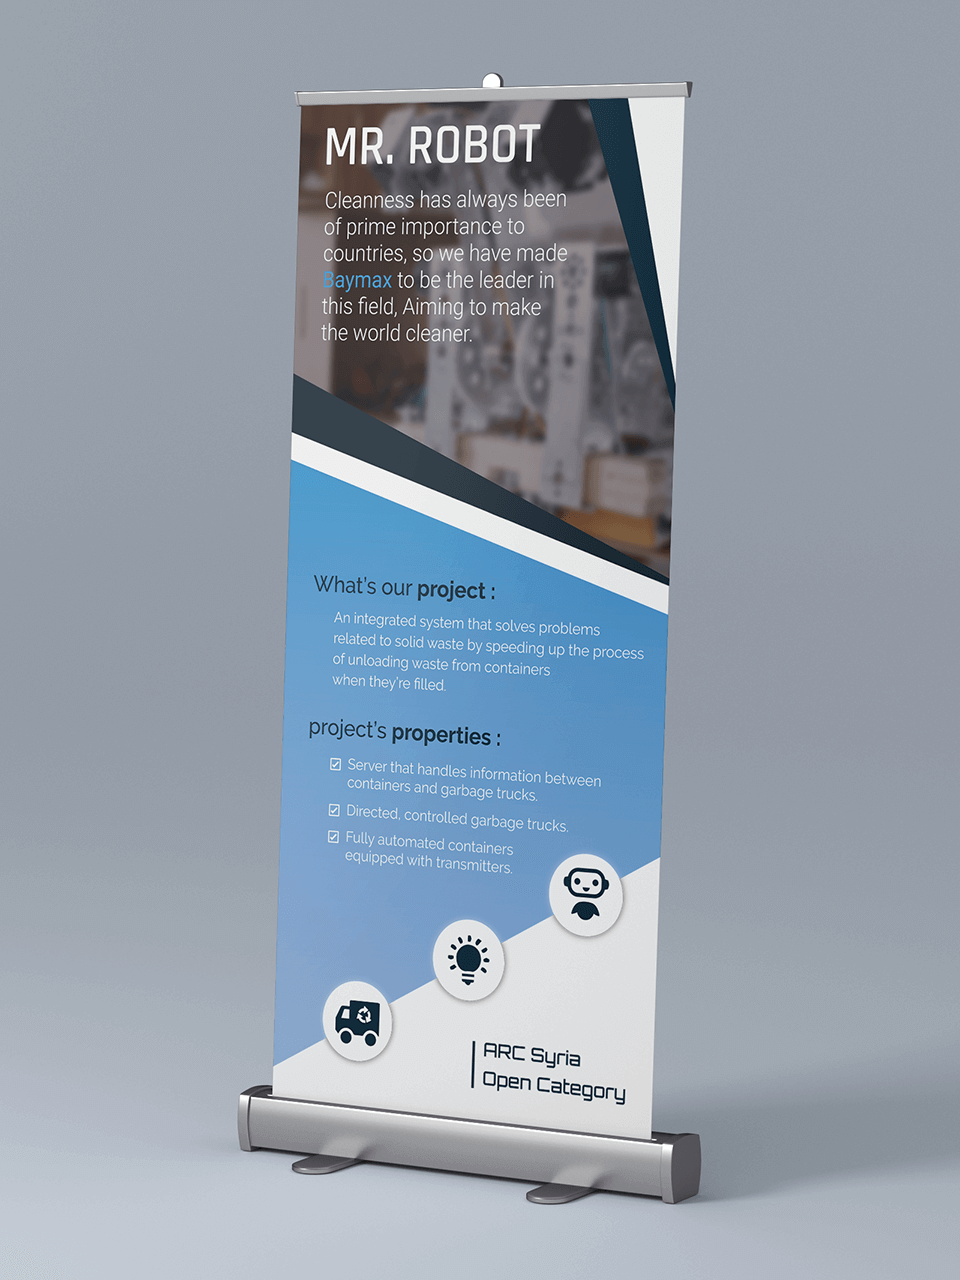 MR. ROBOT
Cleanness has always been
of prime importance to
countries, so we have made
Baymax to be the leader in
this field, Aiming to make
the world cleaner.
What's our project :
An integrated system that solves problems
related to solid waste by speeding up the process
of unloading waste from containers
when they're filled.
project's properties :
Server that handles information between
containers and garbage trucks.
Directed, controlled garbage trucks.
Fully automated containers
equipped with transmitters.
ARC Syria
Open Category